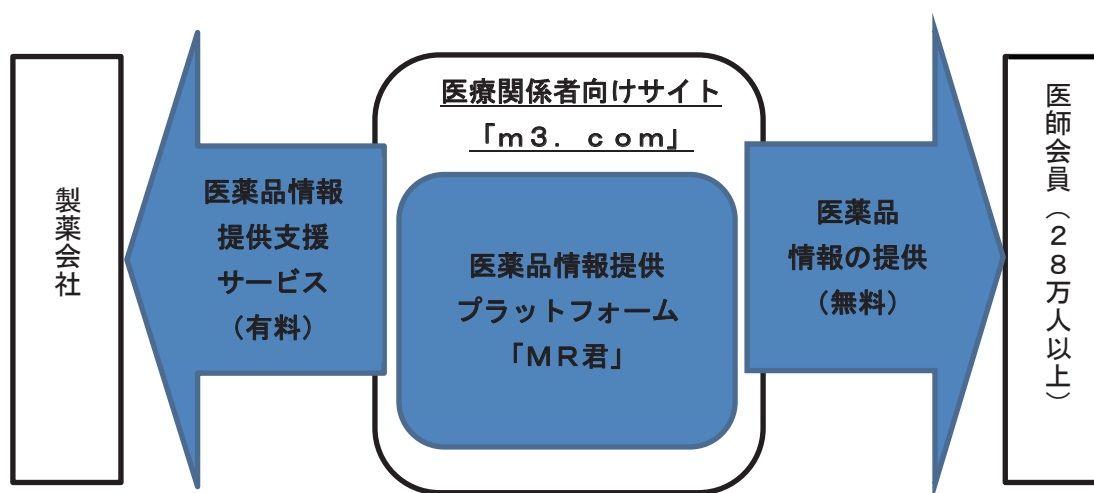 製薬会社
医薬品情報
提供支援
サービス
（有料）
医療関係者向けサイト
「ｍ３．ｃｏｍ」
医薬品情報提供
プラットフォーム
「ＭＲ君」
医薬品
情報の提供
（無料）
医師会員（２８万人以上）